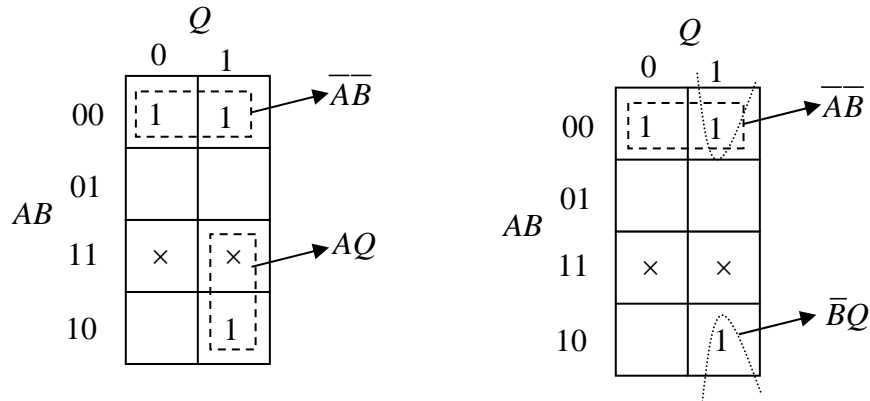 Q
0 1
00 1 1 A̅B̅
01
AB
11 × × AQ
10 1
Q
0 1
00 1 1 A̅B̅
01
AB
11 × ×
10 1 B̅Q